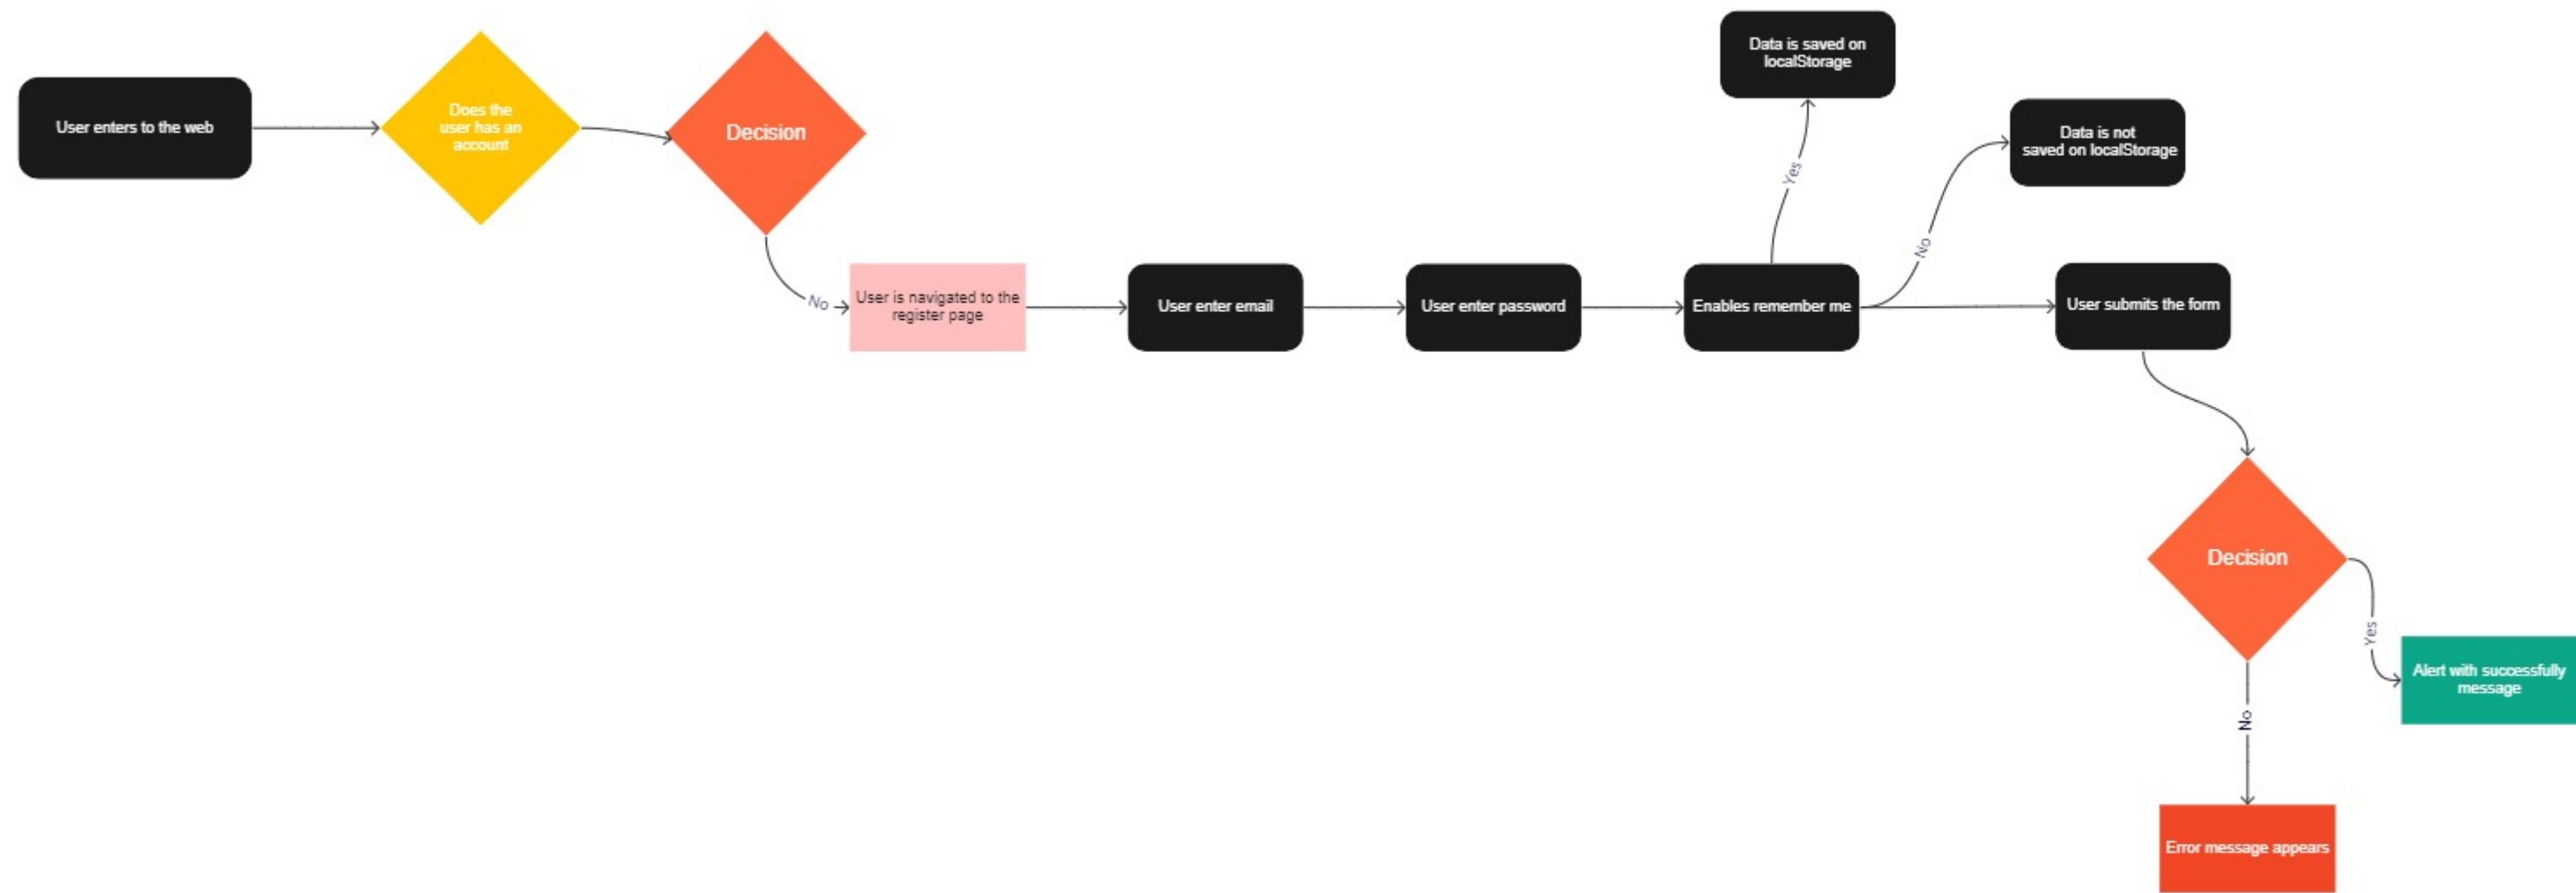 User enters to the web
Does the
user has an
account
Decision
No
User is navigated to the
register page
User enter email
User enter password
Enables remember me
Yes
Data is saved on
localStorage
No
Data is not
saved on localStorage
User submits the form
Decision
Yes
Alert with successfully
message
No
Error message appears